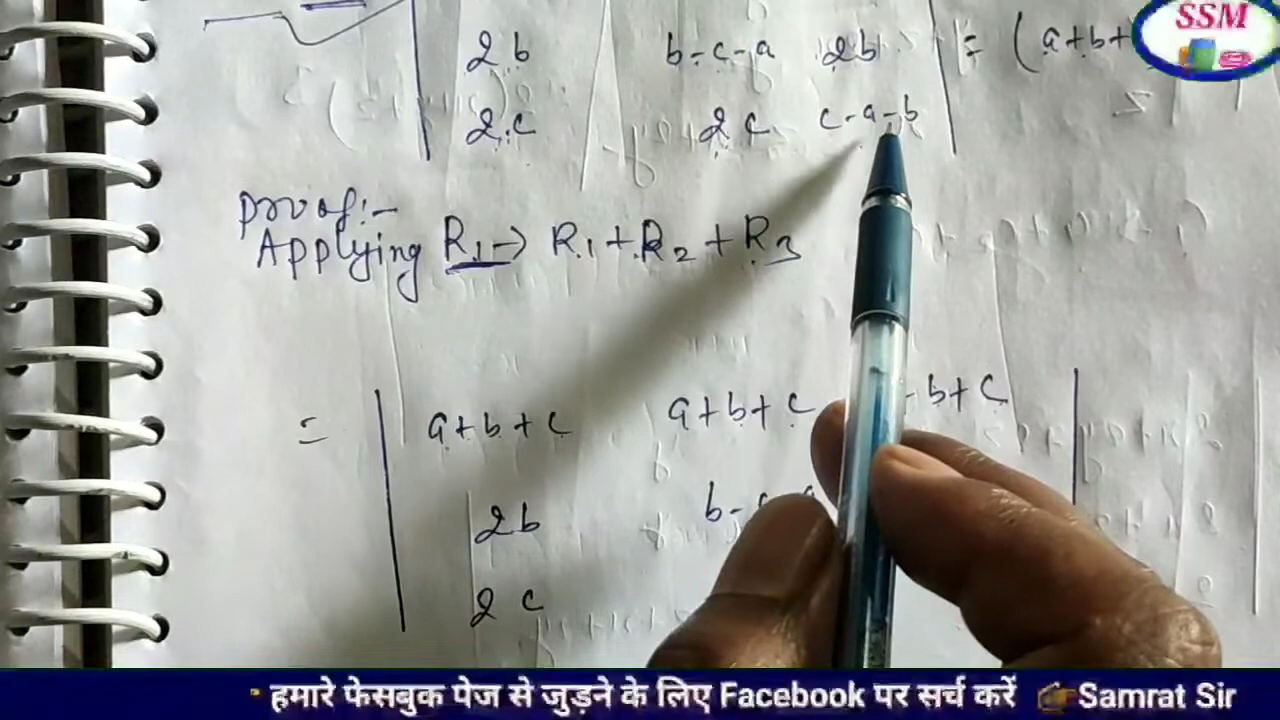 SSM
2b b-c-a 2b = (a+b+
2c 2c c-a-b
Proof:-
Applying R1→ R1+R2+R3
= a+b+c a+b+c b+c
2b b-
2c
हमारे फेसबुक पेज से जुड़ने के लिए Facebook पर सर्च करें 👉 Samrat Sir